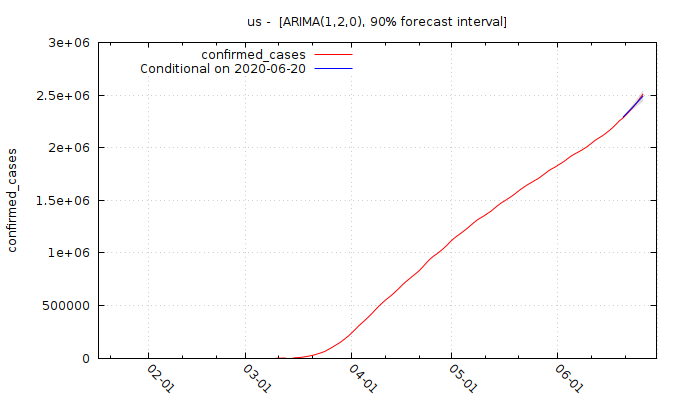 us -  [ARIMA(1,2,0), 90% forecast interval]
confirmed_cases
Conditional on 2020-06-20
3e+06
2.5e+06
2e+06
1.5e+06
1e+06
500000
0
confirmed_cases
02-01
03-01
04-01
05-01
06-01